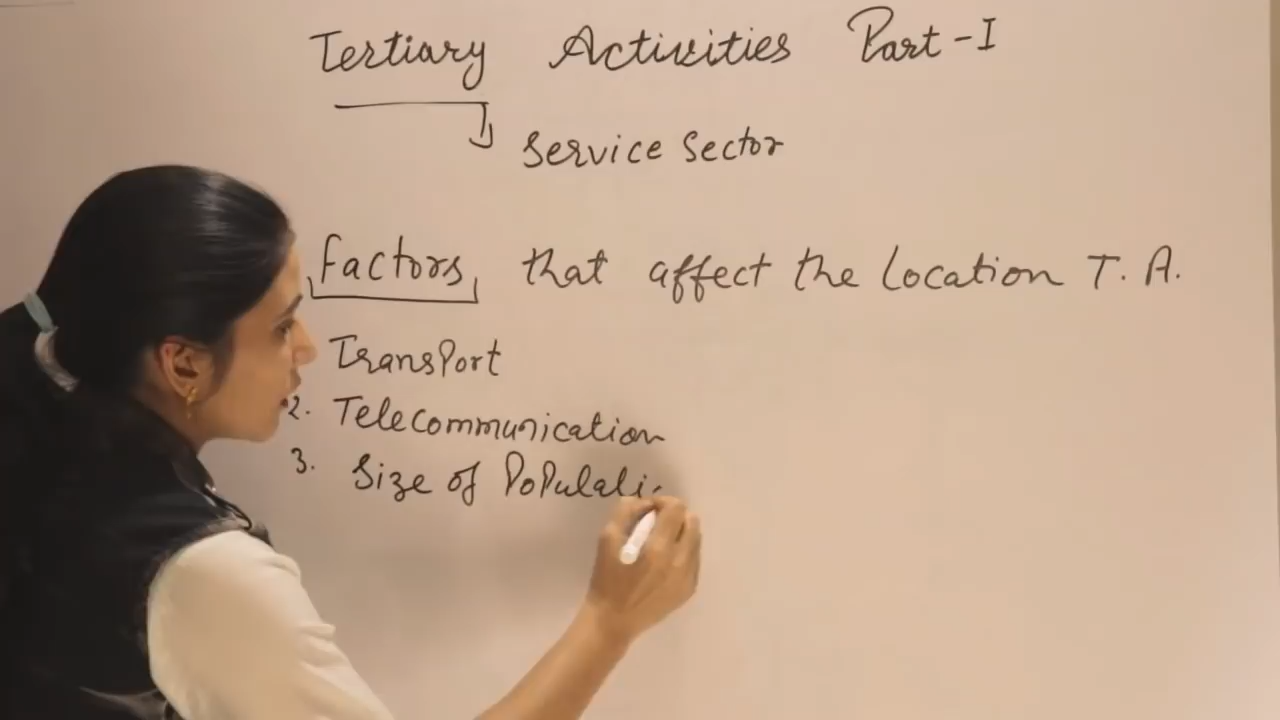 Tertiary Activities Part-I
Service Sector
Factors that affect the Location T. A.
Transport
2. Telecommunication
3. Size of